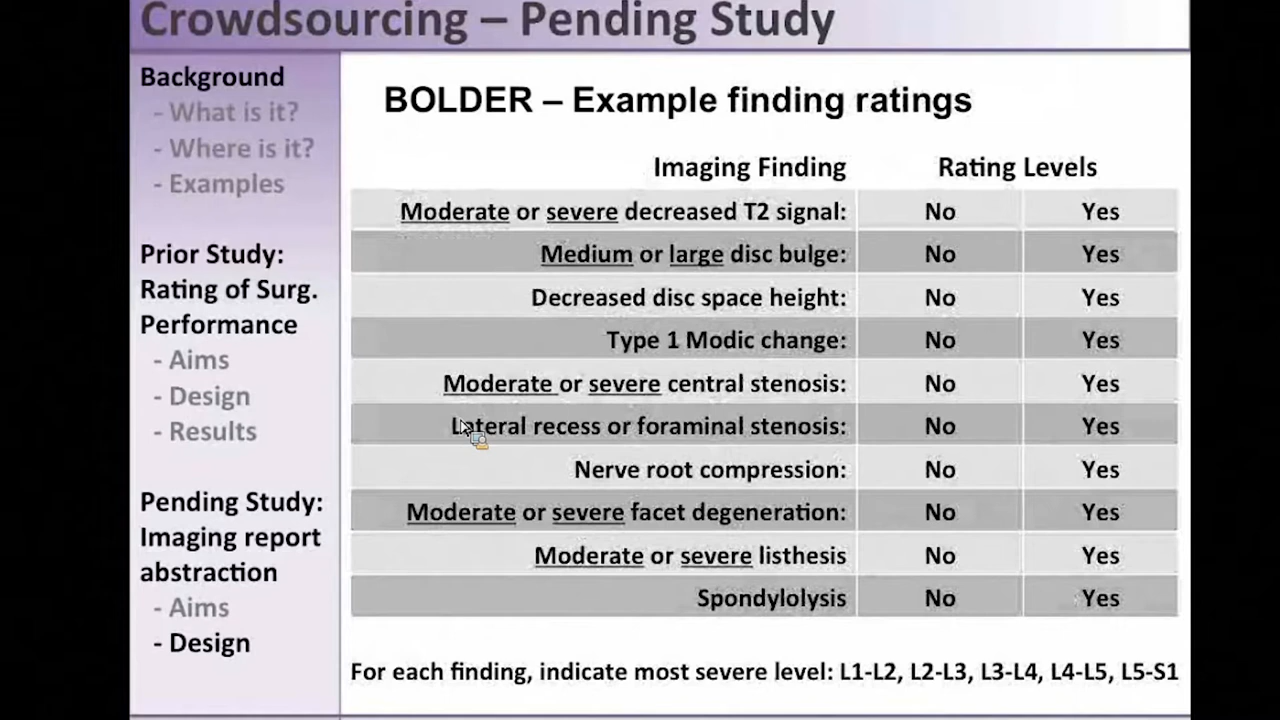 Crowdsourcing – Pending Study
Background
- What is it?
- Where is it?
- Examples
Prior Study:
Rating of Surg.
Performance
- Aims
- Design
- Results
Pending Study:
Imaging report
abstraction
- Aims
- Design
BOLDER – Example finding ratings
Imaging Finding Rating Levels
Moderate or severe decreased T2 signal: No Yes
Medium or large disc bulge: No Yes
Decreased disc space height: No Yes
Type 1 Modic change: No Yes
Moderate or severe central stenosis: No Yes
Lateral recess or foraminal stenosis: No Yes
Nerve root compression: No Yes
Moderate or severe facet degeneration: No Yes
Moderate or severe listhesis No Yes
Spondylolysis No Yes
For each finding, indicate most severe level: L1-L2, L2-L3, L3-L4, L4-L5, L5-S1